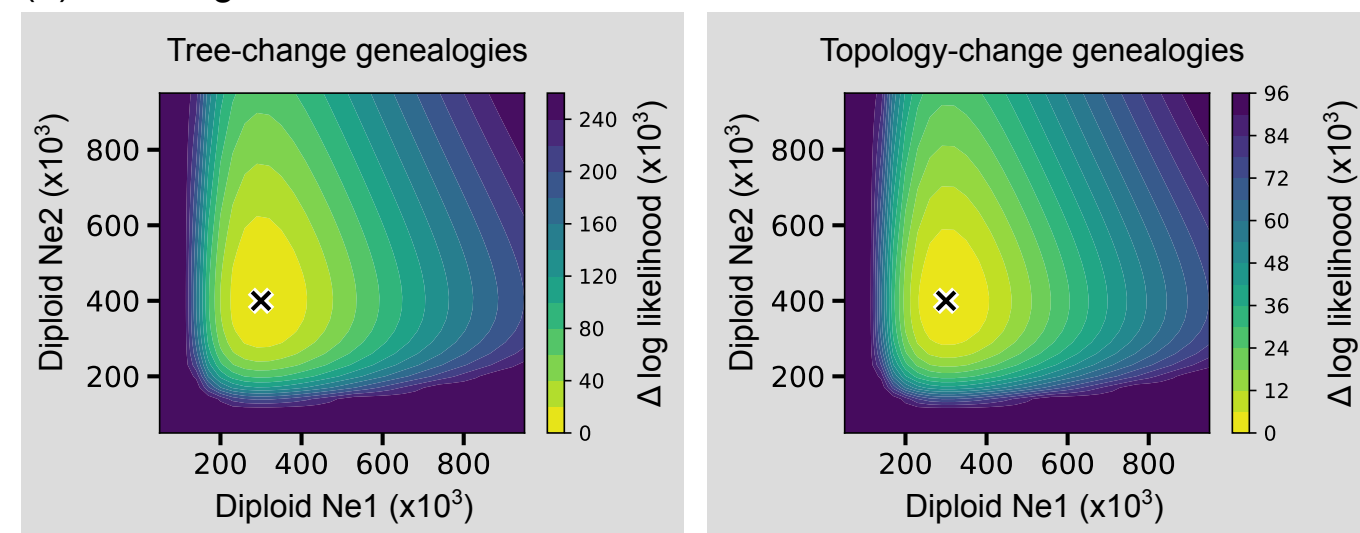 Tree-change genealogies
Diploid Ne2 (x10³)
800
600
400
200
200 400 600 800
Diploid Ne1 (x10³)
240
200
160
120
80
40
0
Δ log likelihood (x10³)
Topology-change genealogies
Diploid Ne2 (x10³)
800
600
400
200
200 400 600 800
Diploid Ne1 (x10³)
96
84
72
60
48
36
24
12
0
Δ log likelihood (x10³)